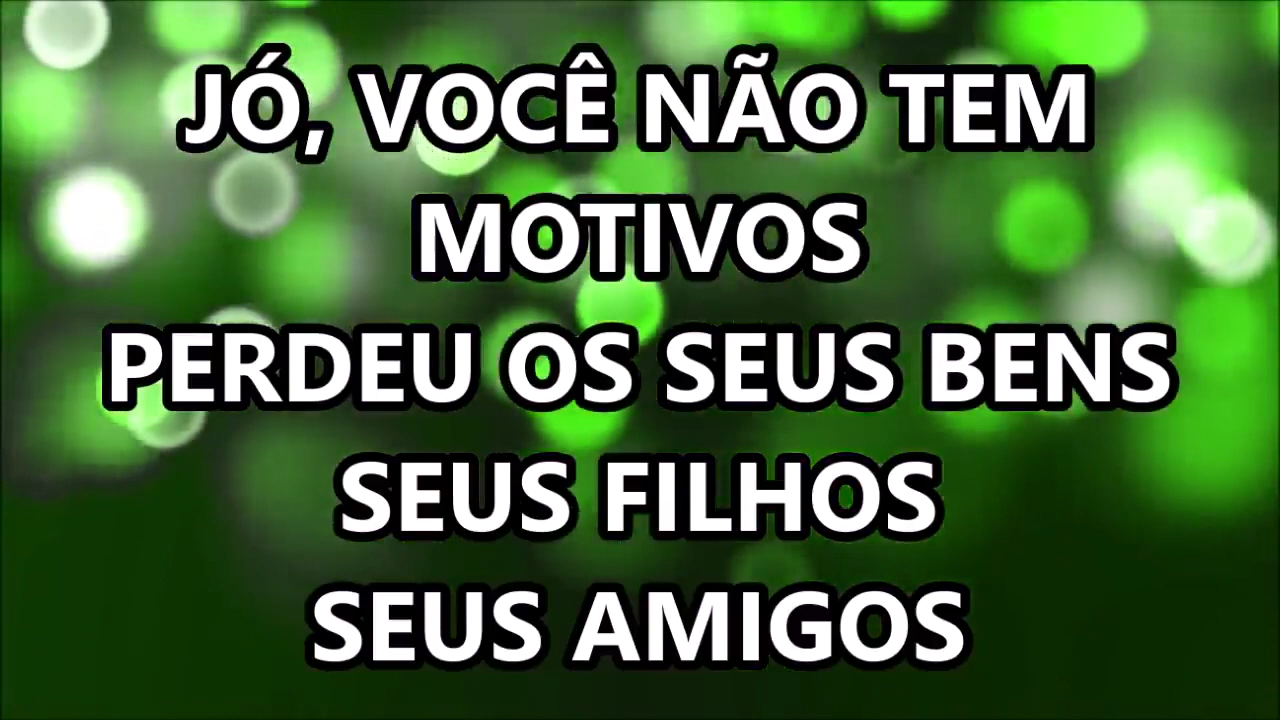 JÓ, VOCÊ NÃO TEM
MOTIVOS
PERDEU OS SEUS BENS
SEUS FILHOS
SEUS AMIGOS